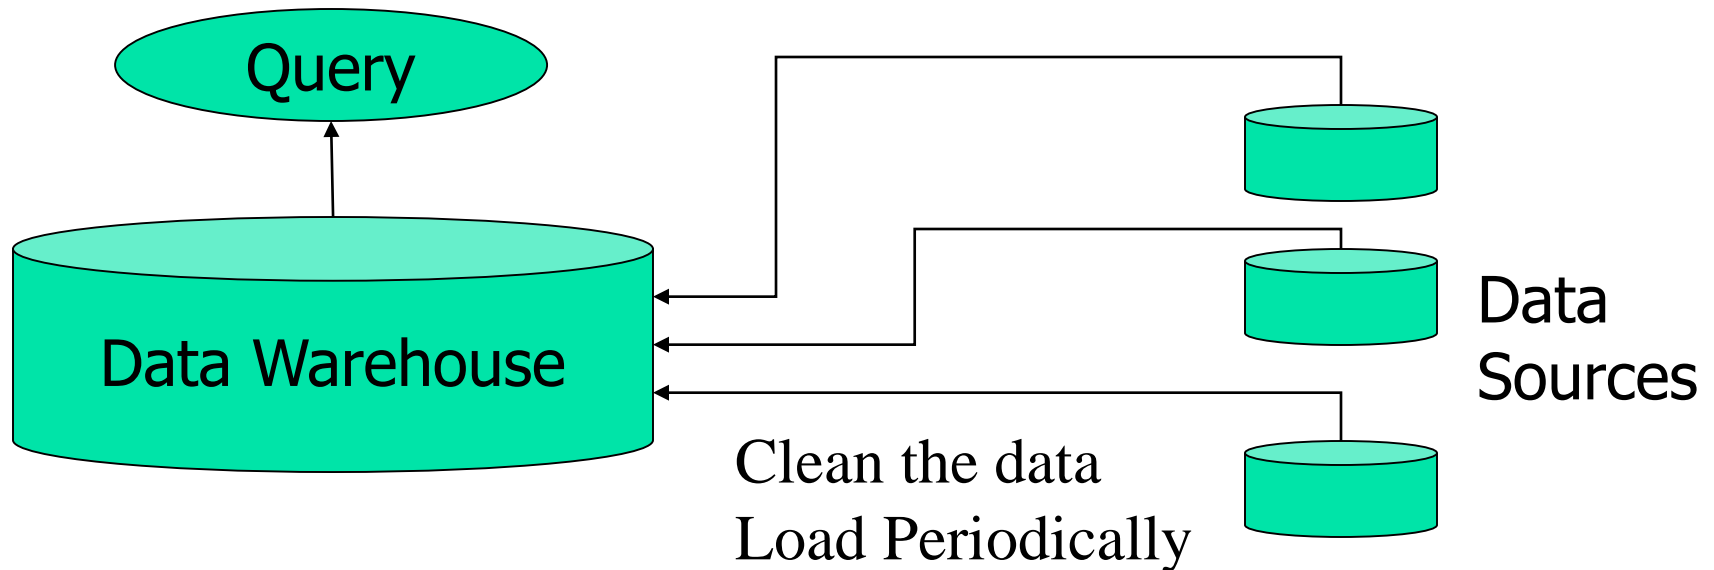 Query
Data Warehouse
Data
Sources
Clean the data
Load Periodically